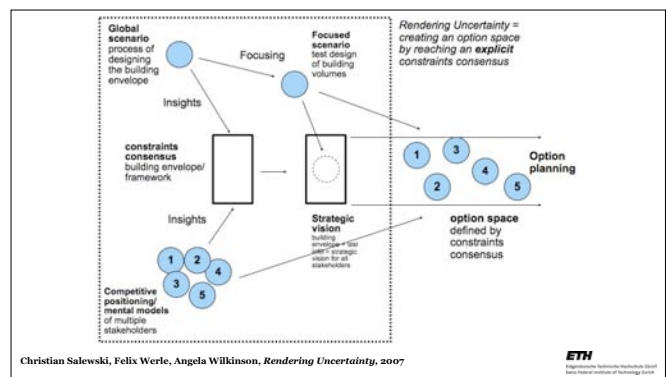 Global
scenario
process of
designing
the building
envelope
Focusing
Focused
scenario
test design
of building
volumes
Rendering Uncertainty =
creating an option space
by reaching an explicit
constraints consensus
Insights
constraints
consensus
building envelope/
framework
1
2
3
4
5
Option
planning
Insights
Strategic
vision
building
envelope + test
= strategic
vision for all
stakeholders
option space
defined by
constraints
consensus
1
2
3
4
5
Competitive
positioning/
mental models
of multiple
stakeholders
Christian Salewski, Felix Werle, Angela Wilkinson, Rendering Uncertainty, 2007
ETH
Eidgenössische Technische Hochschule Zürich
Swiss Federal Institute of Technology Zurich